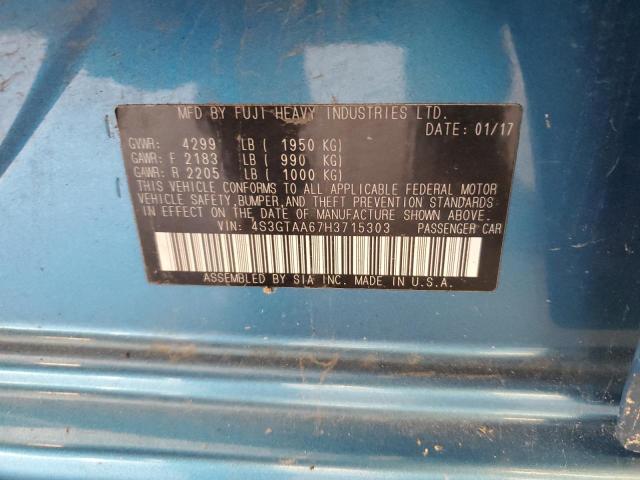 MFD BY FUJI HEAVY INDUSTRIES LTD.
DATE: 01/17
GVWR: 4299 LB ( 1950 KG)
GAWR: F 2183 LB ( 990 KG)
GAWR: R 2205 LB ( 1000 KG)
THIS VEHICLE CONFORMS TO ALL APPLICABLE FEDERAL MOTOR
VEHICLE SAFETY, BUMPER, AND THEFT PREVENTION STANDARDS
IN EFFECT ON THE DATE OF MANUFACTURE SHOWN ABOVE.
VIN: 4S3GTAA67H3715303 PASSENGER CAR
ASSEMBLED BY SIA INC. MADE IN U.S.A.